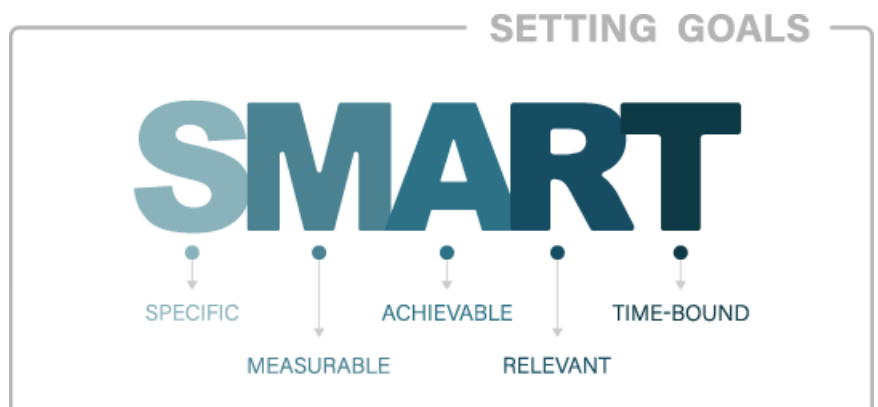 SETTING GOALS
SMART
SPECIFIC
MEASURABLE
ACHIEVABLE
RELEVANT
TIME-BOUND